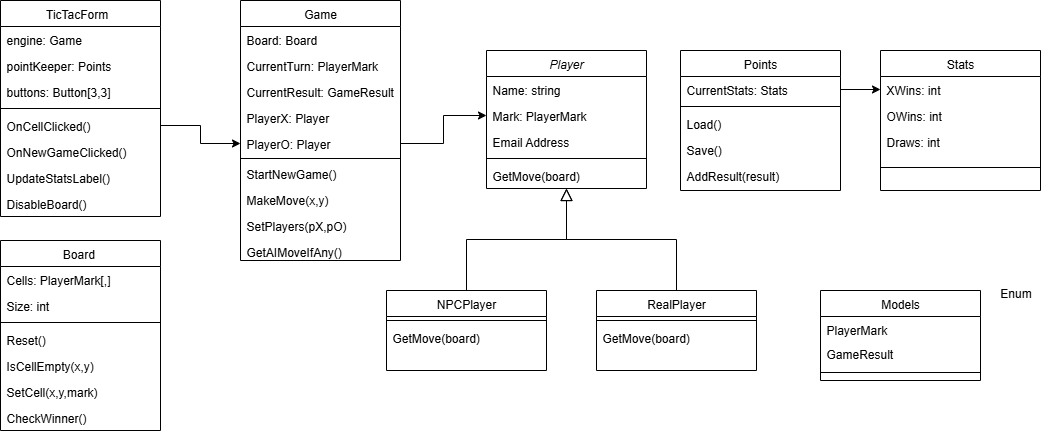 TicTacForm
engine: Game
pointKeeper: Points
buttons: Button[3,3]
OnCellClicked()
OnNewGameClicked()
UpdateStatsLabel()
DisableBoard()
Game
Board: Board
CurrentTurn: PlayerMark
CurrentResult: GameResult
PlayerX: Player
PlayerO: Player
StartNewGame()
MakeMove(x,y)
SetPlayers(pX,pO)
GetAIMoveIfAny()
Player
Name: string
Mark: PlayerMark
Email Address
GetMove(board)
Points
CurrentStats: Stats
Load()
Save()
AddResult(result)
Stats
XWins: int
OWins: int
Draws: int
Board
Cells: PlayerMark[,]
Size: int
Reset()
IsCellEmpty(x,y)
SetCell(x,y,mark)
CheckWinner()
NPCPlayer
GetMove(board)
RealPlayer
GetMove(board)
Models
PlayerMark
GameResult
Enum